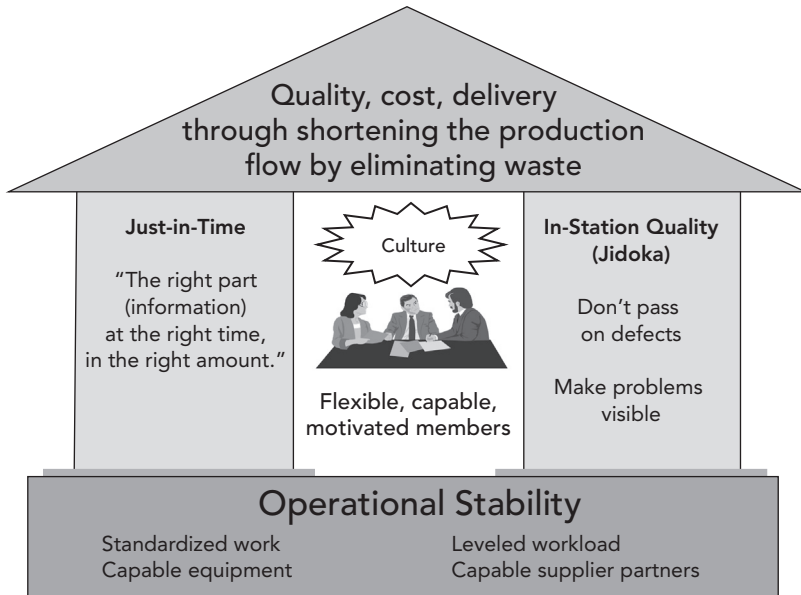 Quality, cost, delivery
through shortening the production
flow by eliminating waste
Just-in-Time
“The right part
(information)
at the right time,
in the right amount.”
Culture
Flexible, capable,
motivated members
In-Station Quality
(Jidoka)
Don’t pass
on defects
Make problems
visible
Operational Stability
Standardized work
Capable equipment
Leveled workload
Capable supplier partners